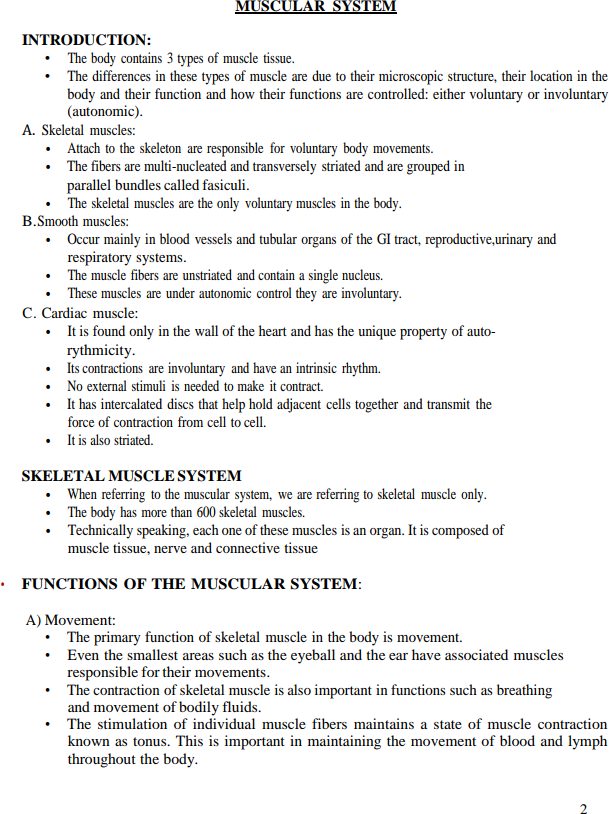 MUSCULAR SYSTEM
INTRODUCTION:
• The body contains 3 types of muscle tissue.
• The differences in these types of muscle are due to their microscopic structure, their location in the
body and their function and how their functions are controlled: either voluntary or involuntary
(autonomic).
A. Skeletal muscles:
• Attach to the skeleton are responsible for voluntary body movements.
• The fibers are multi-nucleated and transversely striated and are grouped in
parallel bundles called fasiculi.
• The skeletal muscles are the only voluntary muscles in the body.
B.Smooth muscles:
• Occur mainly in blood vessels and tubular organs of the GI tract, reproductive,urinary and
respiratory systems.
• The muscle fibers are unstriated and contain a single nucleus.
• These muscles are under autonomic control they are involuntary.
C. Cardiac muscle:
• It is found only in the wall of the heart and has the unique property of auto-
rythmicity.
• Its contractions are involuntary and have an intrinsic rhythm.
• No external stimuli is needed to make it contract.
• It has intercalated discs that help hold adjacent cells together and transmit the
force of contraction from cell to cell.
• It is also striated.
SKELETAL MUSCLE SYSTEM
• When referring to the muscular system, we are referring to skeletal muscle only.
• The body has more than 600 skeletal muscles.
• Technically speaking, each one of these muscles is an organ. It is composed of
muscle tissue, nerve and connective tissue
• FUNCTIONS OF THE MUSCULAR SYSTEM:
A) Movement:
• The primary function of skeletal muscle in the body is movement.
• Even the smallest areas such as the eyeball and the ear have associated muscles
responsible for their movements.
• The contraction of skeletal muscle is also important in functions such as breathing
and movement of bodily fluids.
• The stimulation of individual muscle fibers maintains a state of muscle contraction
known as tonus. This is important in maintaining the movement of blood and lymph
throughout the body.
2